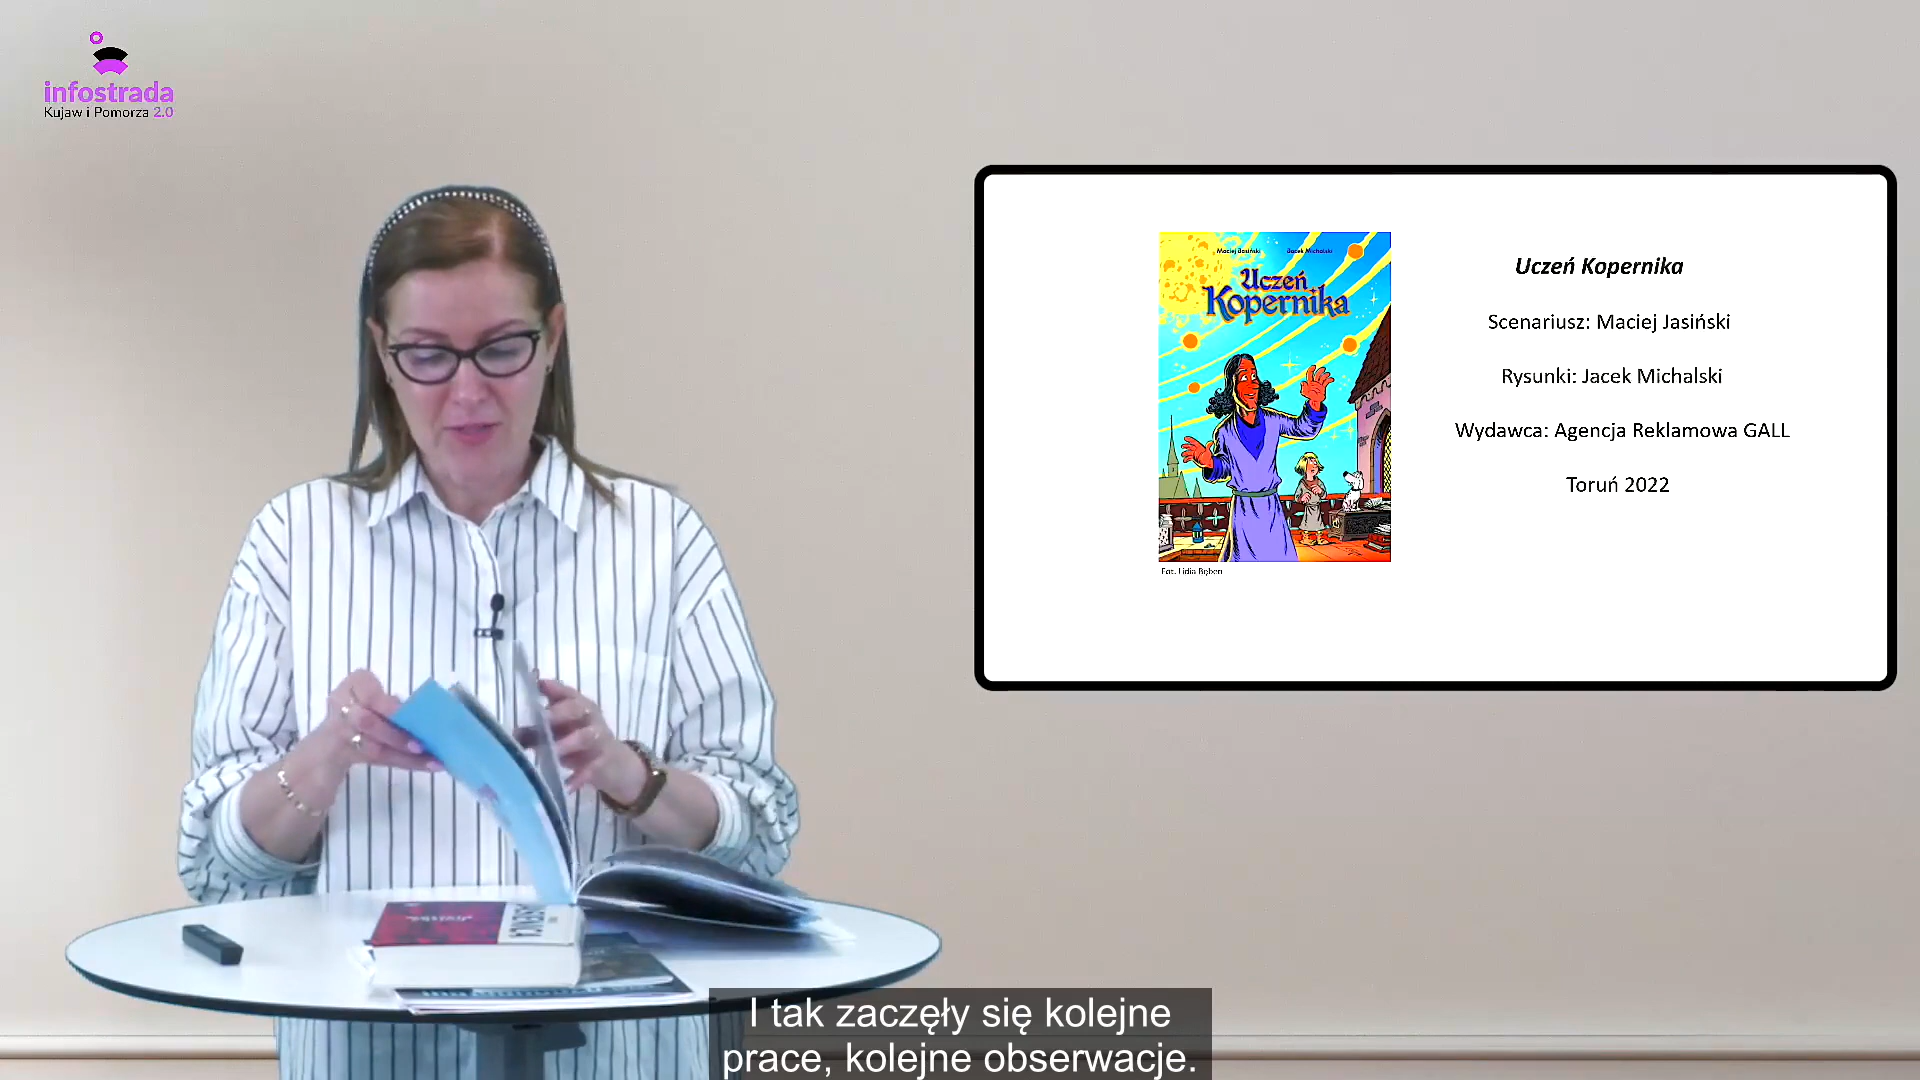 infostrada
Kujaw i Pomorza 2.0
Maciej Jasiński Jacek Michalski
Uczeń
Kopernika
Fot. Lidia Bęben
Uczeń Kopernika
Scenariusz: Maciej Jasiński
Rysunki: Jacek Michalski
Wydawca: Agencja Reklamowa GALL
Toruń 2022
I tak zaczęły się kolejne
prace, kolejne obserwacje.